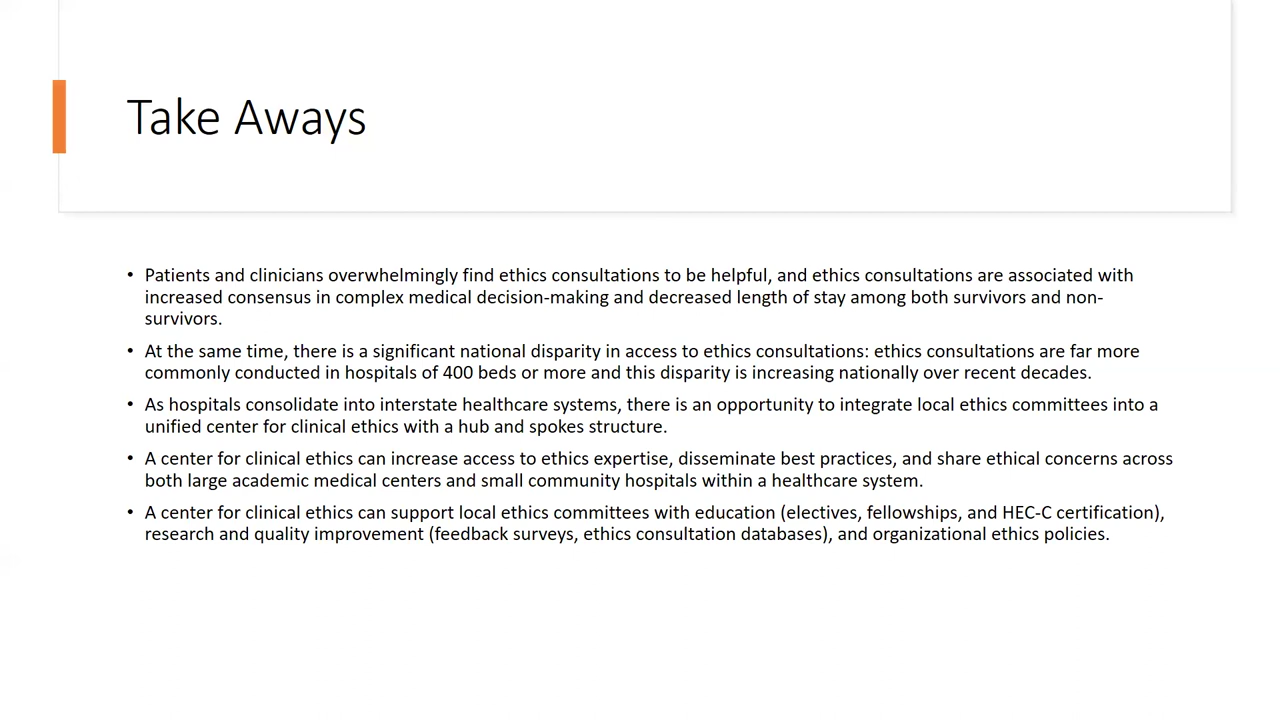 Take Aways
• Patients and clinicians overwhelmingly find ethics consultations to be helpful, and ethics consultations are associated with
increased consensus in complex medical decision-making and decreased length of stay among both survivors and non-
survivors.
• At the same time, there is a significant national disparity in access to ethics consultations: ethics consultations are far more
commonly conducted in hospitals of 400 beds or more and this disparity is increasing nationally over recent decades.
• As hospitals consolidate into interstate healthcare systems, there is an opportunity to integrate local ethics committees into a
unified center for clinical ethics with a hub and spokes structure.
• A center for clinical ethics can increase access to ethics expertise, disseminate best practices, and share ethical concerns across
both large academic medical centers and small community hospitals within a healthcare system.
• A center for clinical ethics can support local ethics committees with education (electives, fellowships, and HEC-C certification),
research and quality improvement (feedback surveys, ethics consultation databases), and organizational ethics policies.